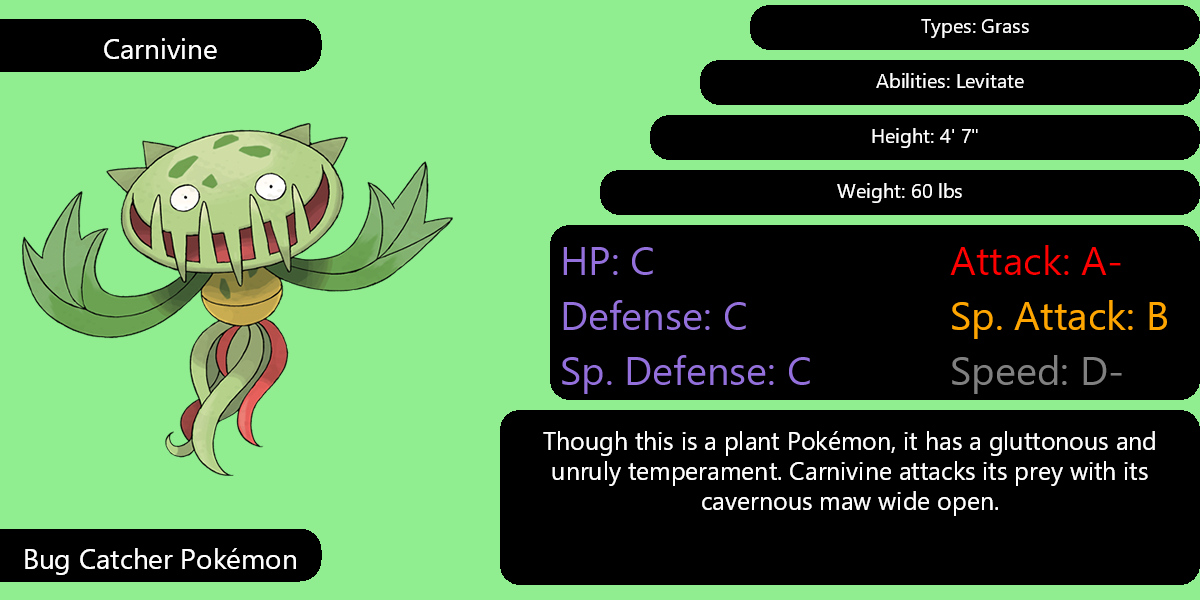 Carnivine
Types: Grass
Abilities: Levitate
Height: 4' 7"
Weight: 60 lbs
HP: C
Attack: A-
Defense: C
Sp. Attack: B
Sp. Defense: C
Speed: D-
Though this is a plant Pokémon, it has a gluttonous and
unruly temperament. Carnivine attacks its prey with its
cavernous maw wide open.
Bug Catcher Pokémon